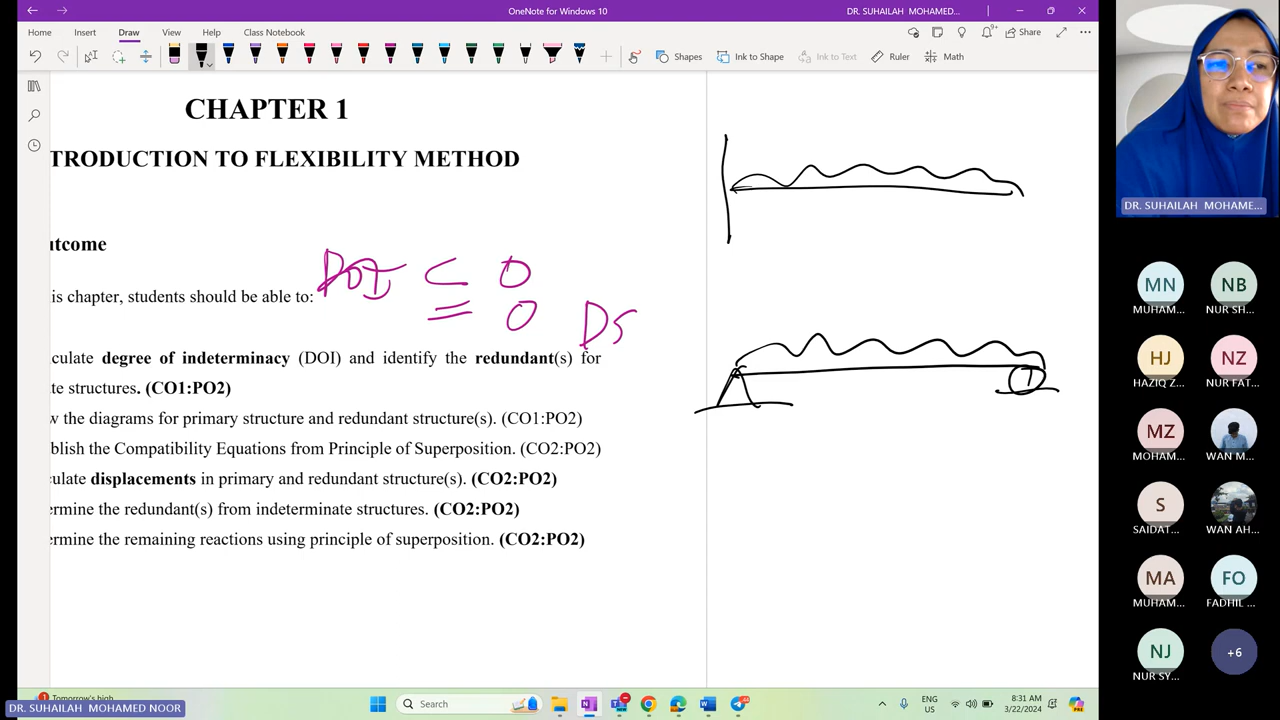 OneNote for Windows 10
DR. SUHAILAH MOHAMED...
Home Insert Draw View Help Class Notebook
Share
Shapes
Ink to Shape
Ink to Text
Ruler
Math
CHAPTER 1
TRODUCTION TO FLEXIBILITY METHOD
utcome
is chapter, students should be able to:
DOI < 0
= 0 DS
culate degree of indeterminacy (DOI) and identify the redundant(s) for
te structures. (CO1:PO2)
w the diagrams for primary structure and redundant structure(s). (CO1:PO2)
blish the Compatibility Equations from Principle of Superposition. (CO2:PO2)
culate displacements in primary and redundant structure(s). (CO2:PO2)
ermine the redundant(s) from indeterminate structures. (CO2:PO2)
ermine the remaining reactions using principle of superposition. (CO2:PO2)
DR. SUHAILAH MOHAME...
MN
MUHAM...
NB
NUR SH...
HJ
HAZIQ Z...
NZ
NUR FAT...
MZ
MOHAM...
WAN M...
S
SAIDAT...
WAN AH...
MA
MUHAM...
FO
FADHIL ...
NJ
NUR SY...
+6
Tomorrow's high
DR. SUHAILAH MOHAMED NOOR
Search
ENG
US
8:31 AM
3/22/2024